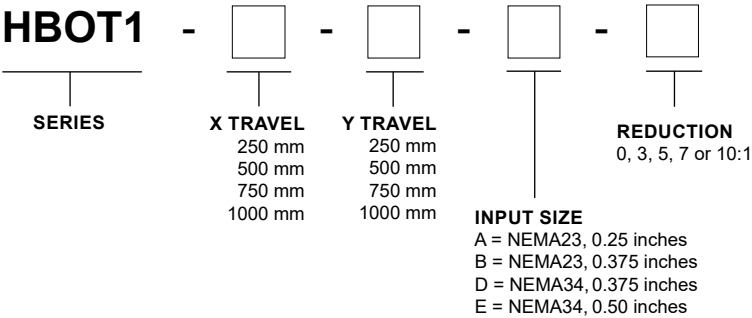 HBOT1 - - - -
SERIES
X TRAVEL
250 mm
500 mm
750 mm
1000 mm
Y TRAVEL
250 mm
500 mm
750 mm
1000 mm
INPUT SIZE
A = NEMA23, 0.25 inches
B = NEMA23, 0.375 inches
D = NEMA34, 0.375 inches
E = NEMA34, 0.50 inches
REDUCTION
0, 3, 5, 7 or 10:1